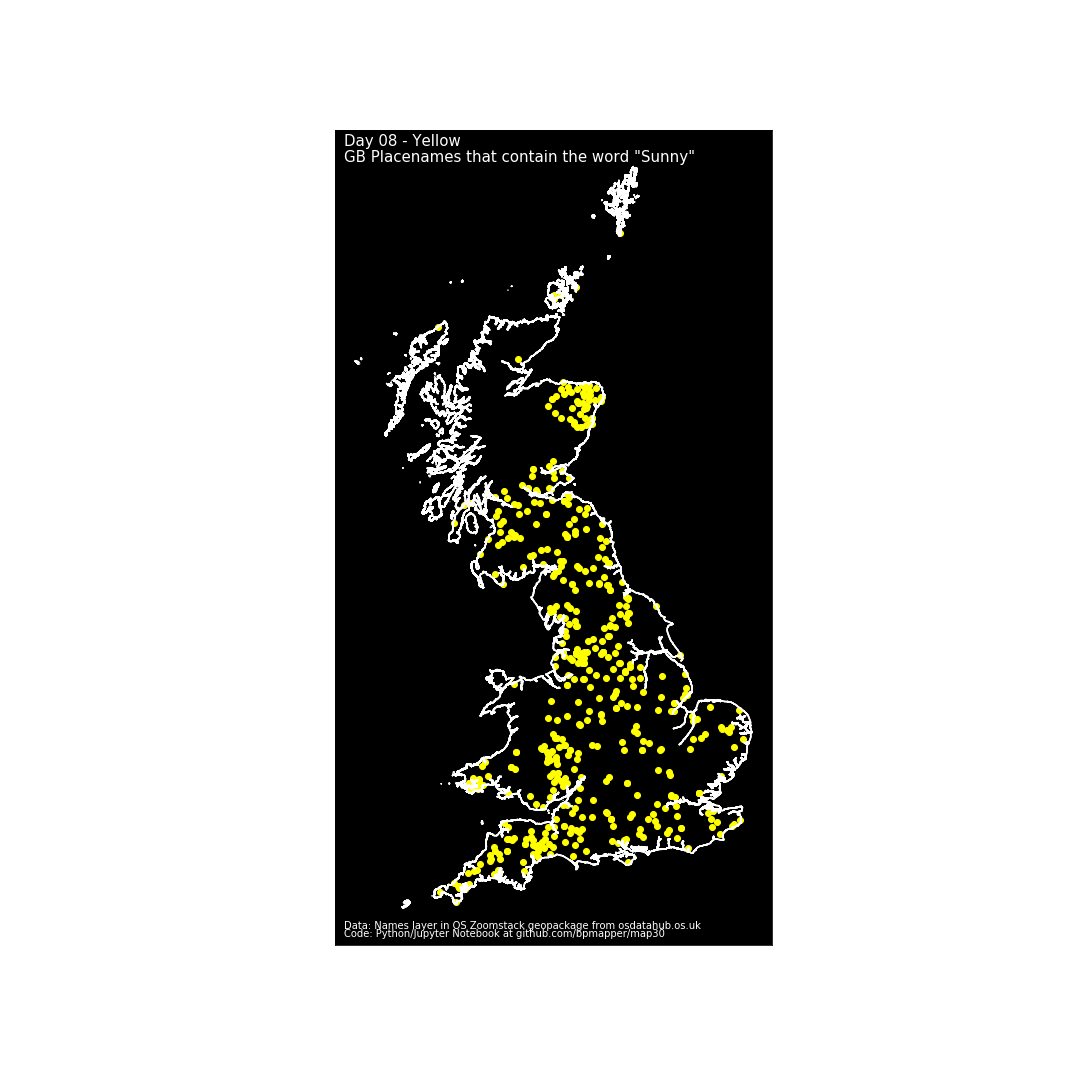 Day 08 - Yellow
GB Placenames that contain the word "Sunny"
Data: Names layer in OS Zoomstack geopackage from osdatahub.os.uk
Code: Python/Jupyter Notebook at github.com/bpmapper/map30